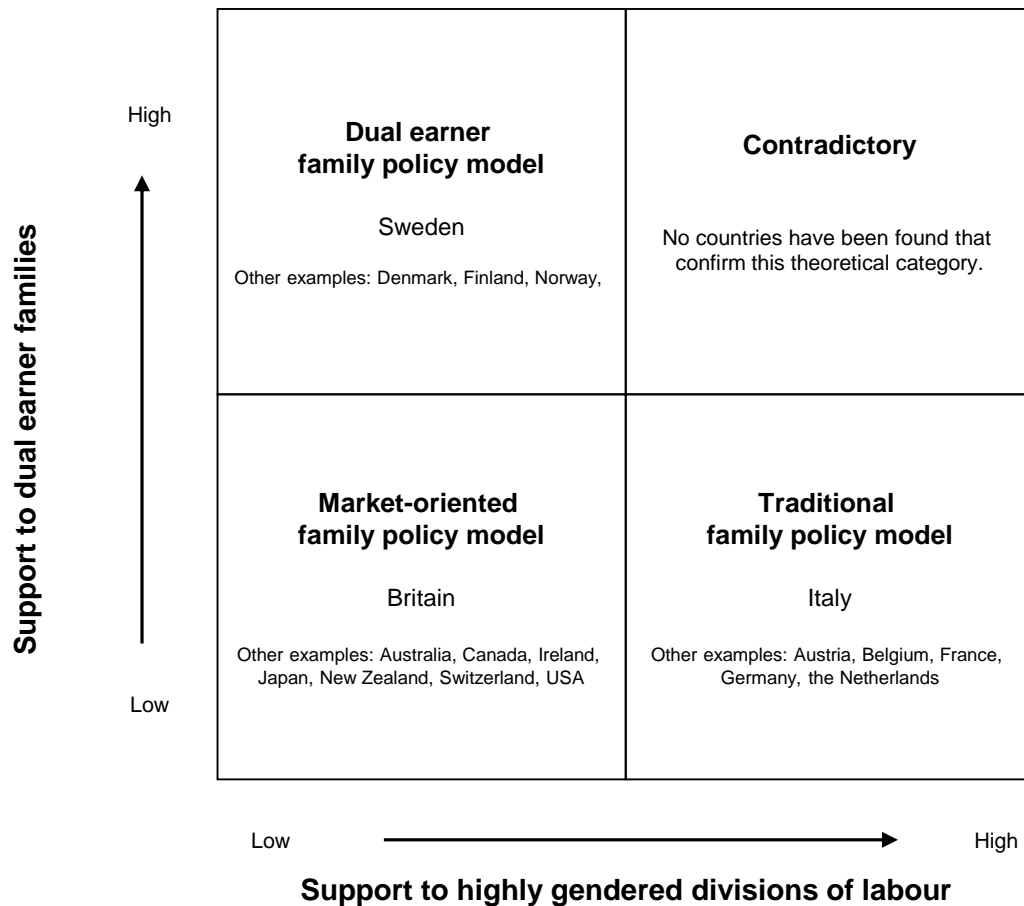 Support to dual earner families
High
Low
Dual earner
family policy model
Sweden
Other examples: Denmark, Finland, Norway,
Contradictory
No countries have been found that
confirm this theoretical category.
Market-oriented
family policy model
Britain
Other examples: Australia, Canada, Ireland,
Japan, New Zealand, Switzerland, USA
Traditional
family policy model
Italy
Other examples: Austria, Belgium, France,
Germany, the Netherlands
Low
High
Support to highly gendered divisions of labour